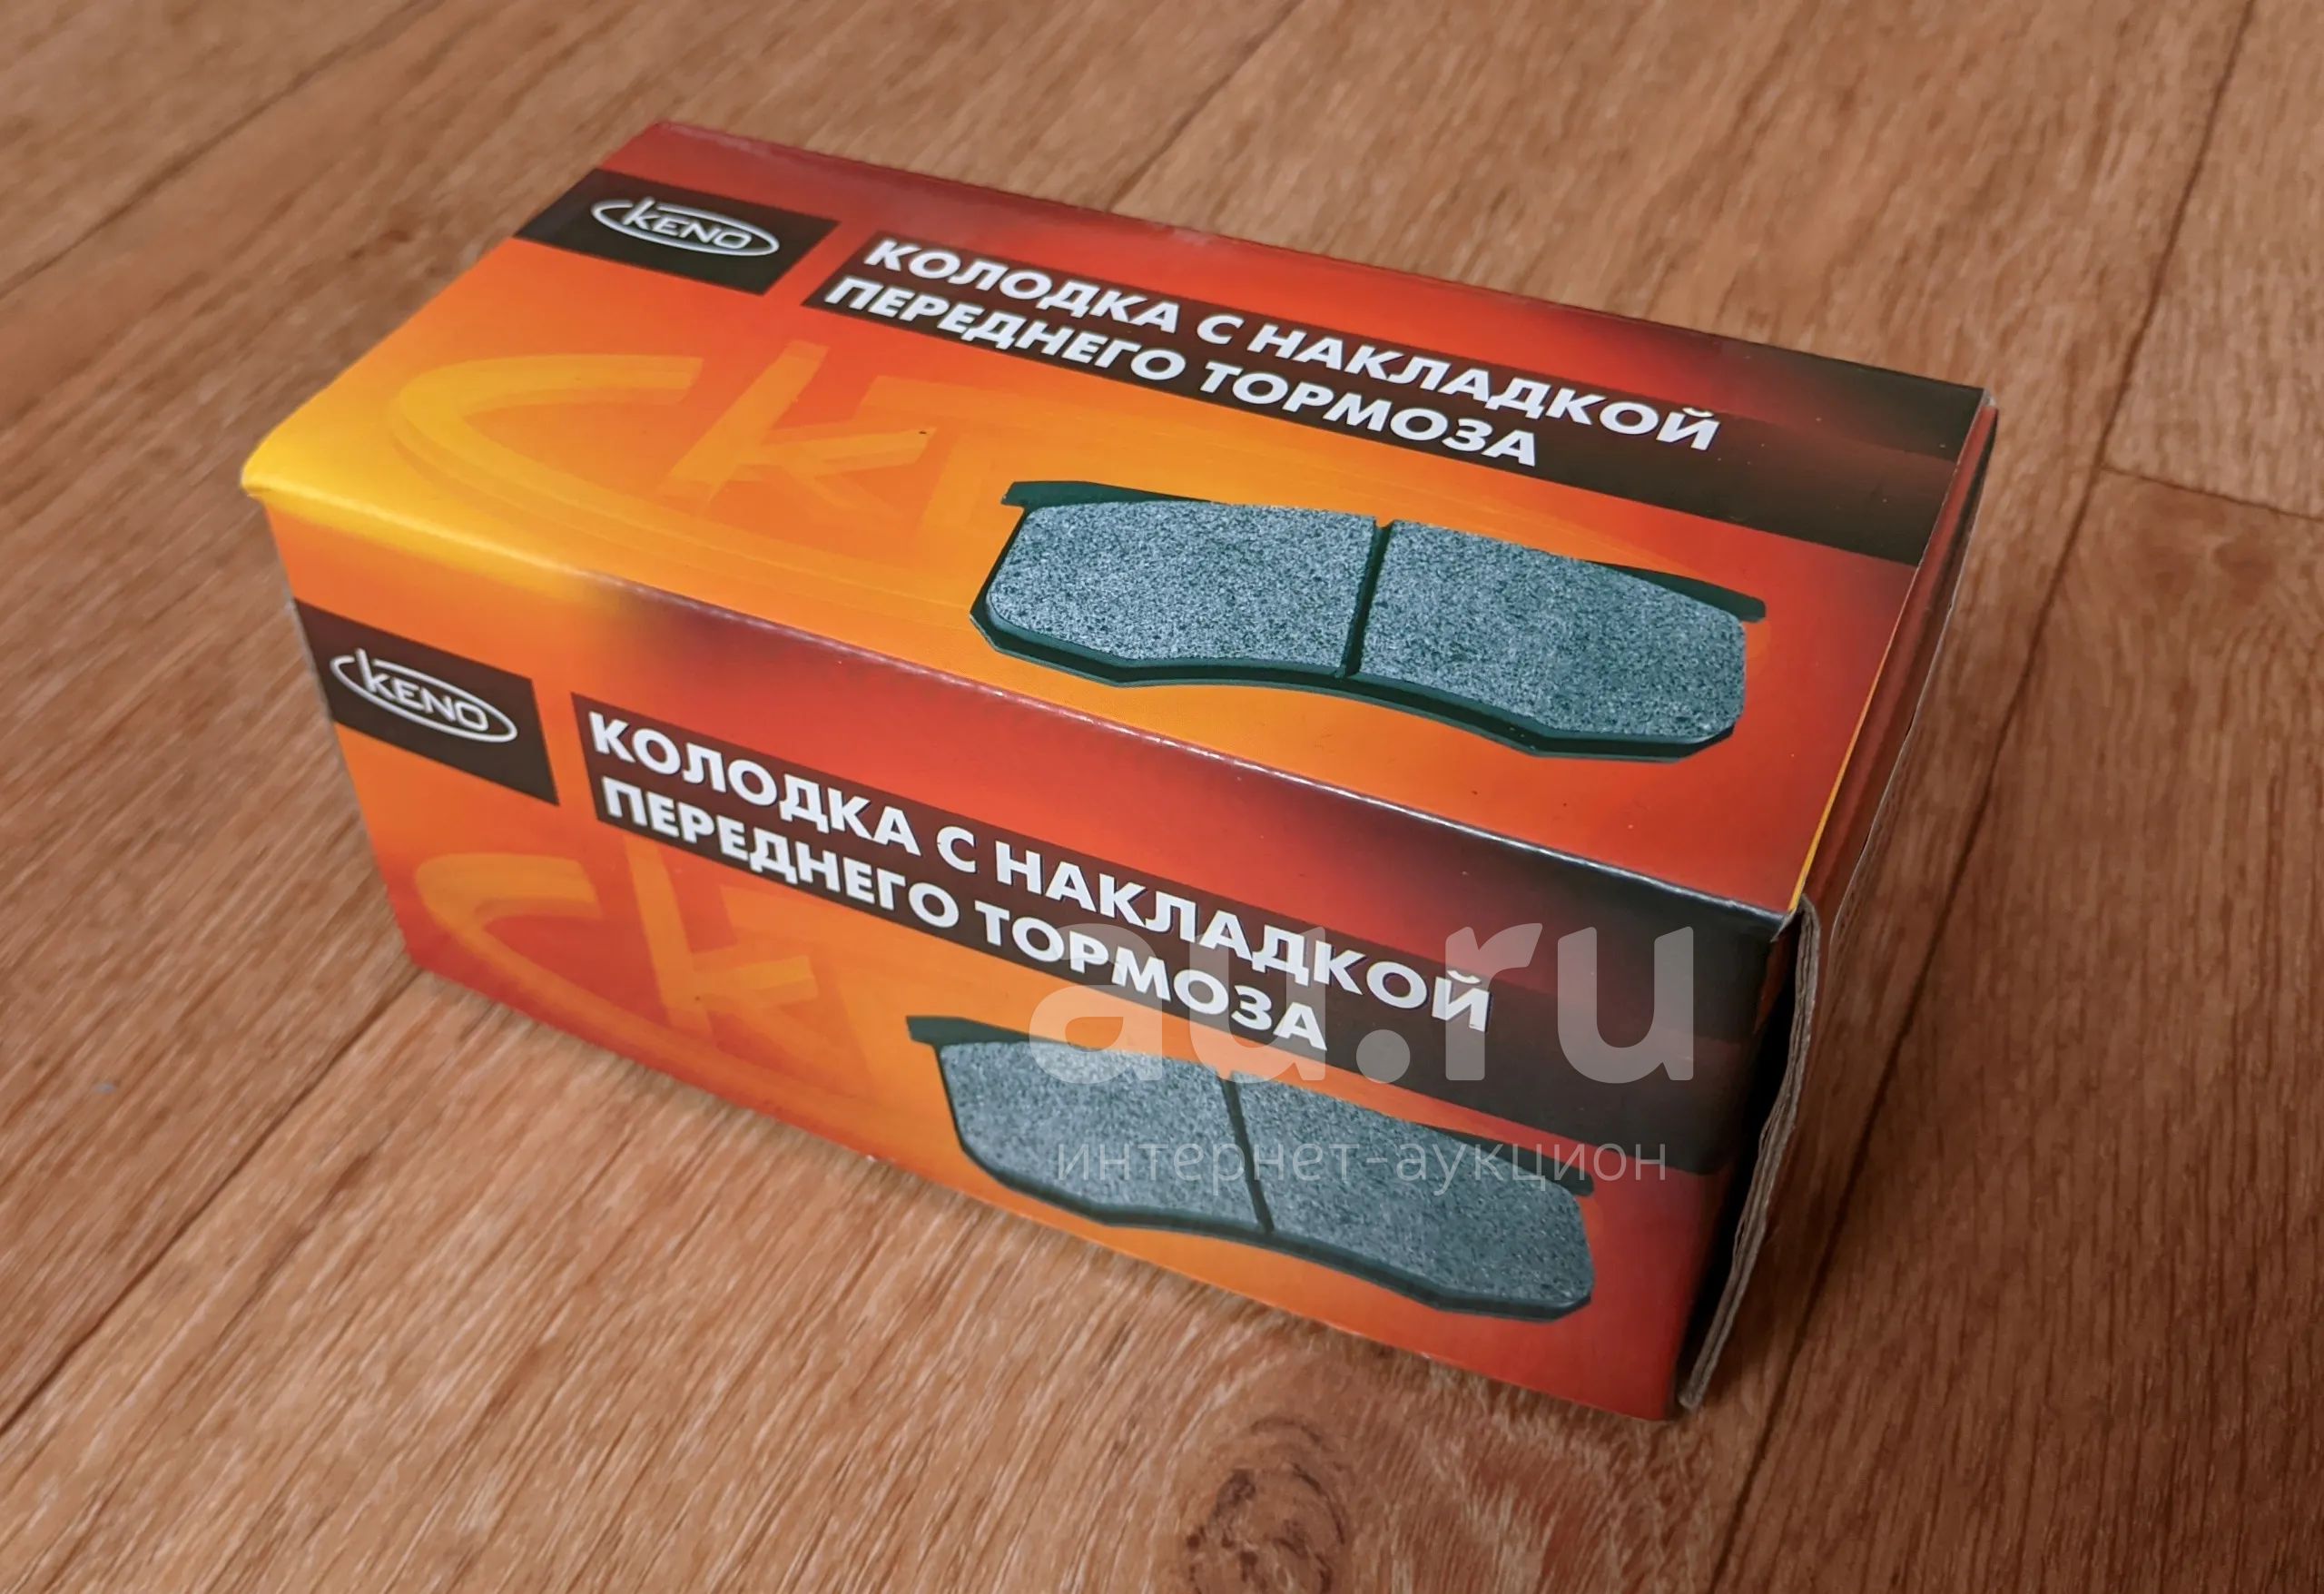 KENO
КОЛОДКА С НАКЛАДКОЙ
ПЕРЕДНЕГО ТОРМОЗА
KENO
КОЛОДКА С НАКЛАДКОЙ
ПЕРЕДНЕГО ТОРМОЗА
au.ru
интернет-аукцион